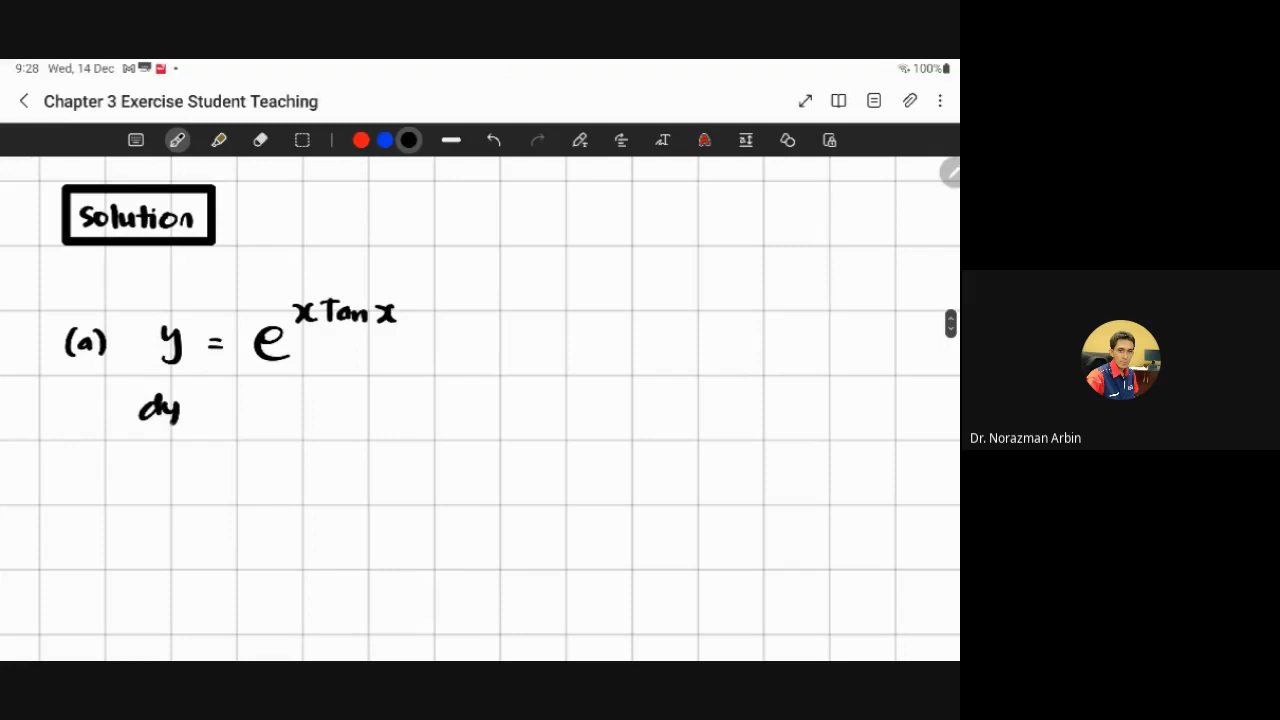 9:28 Wed, 14 Dec
100%
Chapter 3 Exercise Student Teaching
Solution
(a) y = e^{x Tan x}
dy
Dr. Norazman Arbin